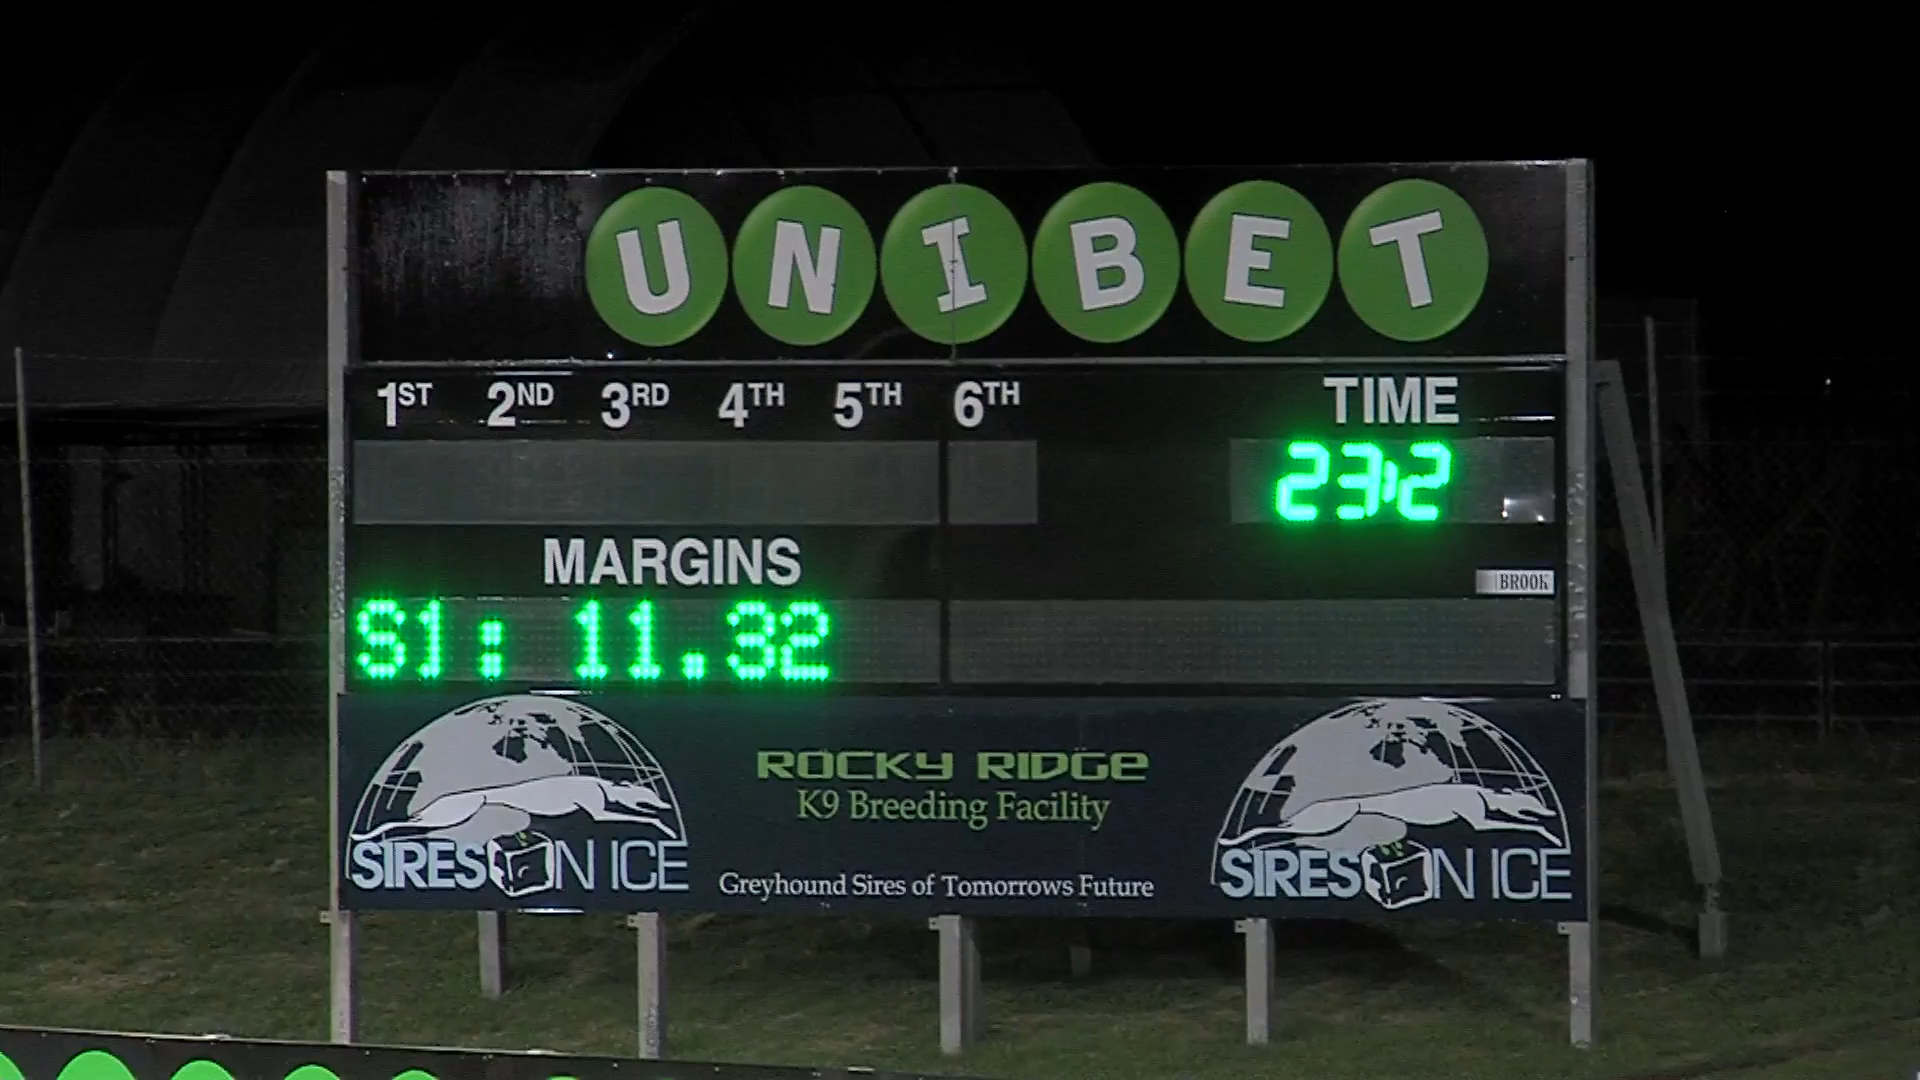 UNIBET
1ST 2ND 3RD 4TH 5TH 6TH TIME
23:2
MARGINS
BROOK
S1: 11.32
ROCKY RIDGE
K9 Breeding Facility
SIRES ON ICE
Greyhound Sires of Tomorrows Future
SIRES ON ICE